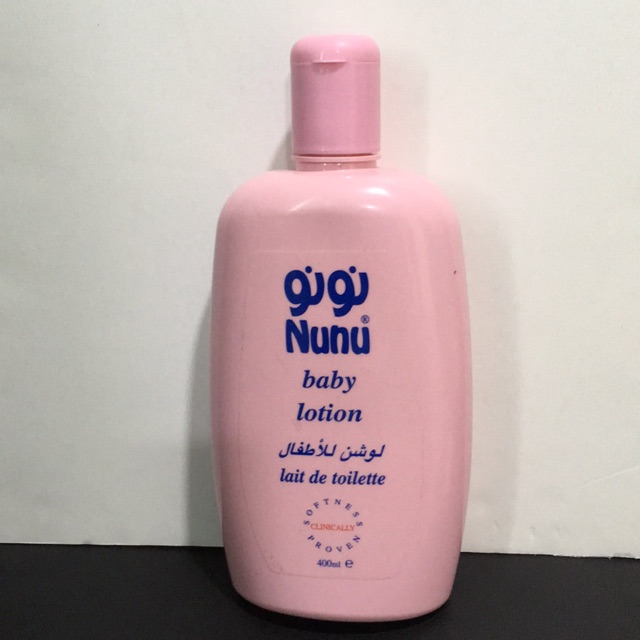 نونو
Nunu®
baby
lotion
لوشن للأطفال
lait de toilette
SOFTNESS
CLINICALLY
PROVEN
400ml ℮